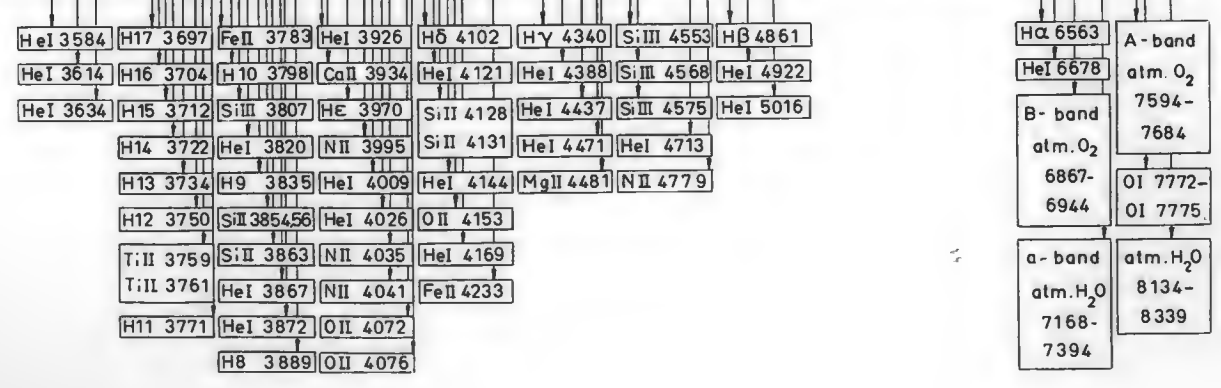 HeI 3584
HeI 3614
HeI 3634
H17 3697
H16 3704
H15 3712
H14 3722
H13 3734
H12 3750
TiII 3759
TiII 3761
H11 3771
FeII 3783
H10 3798
SiIII 3807
HeI 3820
H9 3835
SiII 3854,56
SiII 3863
HeI 3867
HeI 3872
H8 3889
HeI 3926
CaII 3934
Hε 3970
NII 3995
HeI 4009
HeI 4026
NII 4035
NII 4041
OII 4072
OII 4076
Hδ 4102
HeI 4121
SiII 4128
SiII 4131
HeI 4144
OII 4153
HeI 4169
FeII 4233
Hγ 4340
HeI 4388
HeI 4437
HeI 4471
MgII 4481
SiIII 4553
SiIII 4568
SiIII 4575
HeI 4713
NII 4779
Hβ 4861
HeI 4922
HeI 5016
Hα 6563
HeI 6678
B-band
atm. O2
6867-
6944
a-band
atm. H2O
7168-
7394
A-band
atm. O2
7594-
7684
OI 7772-
OI 7775
atm. H2O
8134-
8339